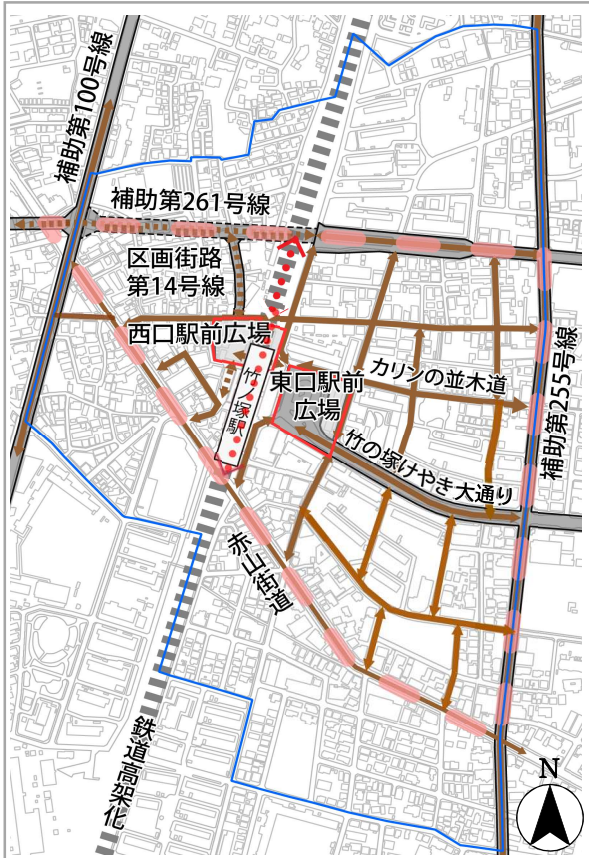 補助第100号線
補助第261号線
区画街路
第14号線
西口駅前広場
竹ノ塚駅
東口駅前
広場
カリンの並木道
竹の塚けやき大通り
補助第255号線
赤山街道
鉄道高架化
N